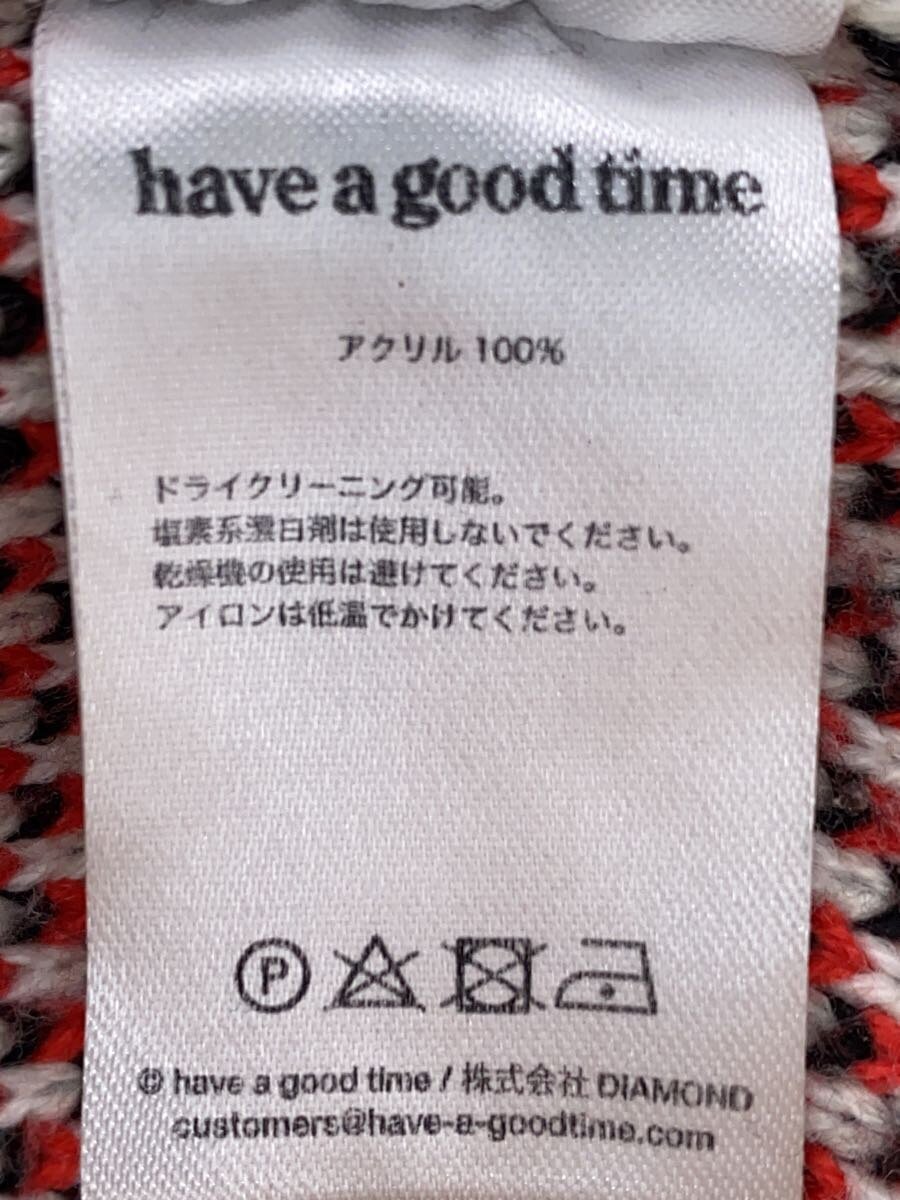 have a good time
アクリル 100%
ドライクリーニング可能。
塩素系漂白剤は使用しないでください。
乾燥機の使用は避けてください。
アイロンは低温でかけてください。
P
© have a good time / 株式会社 DIAMOND
customers@have-a-goodtime.com